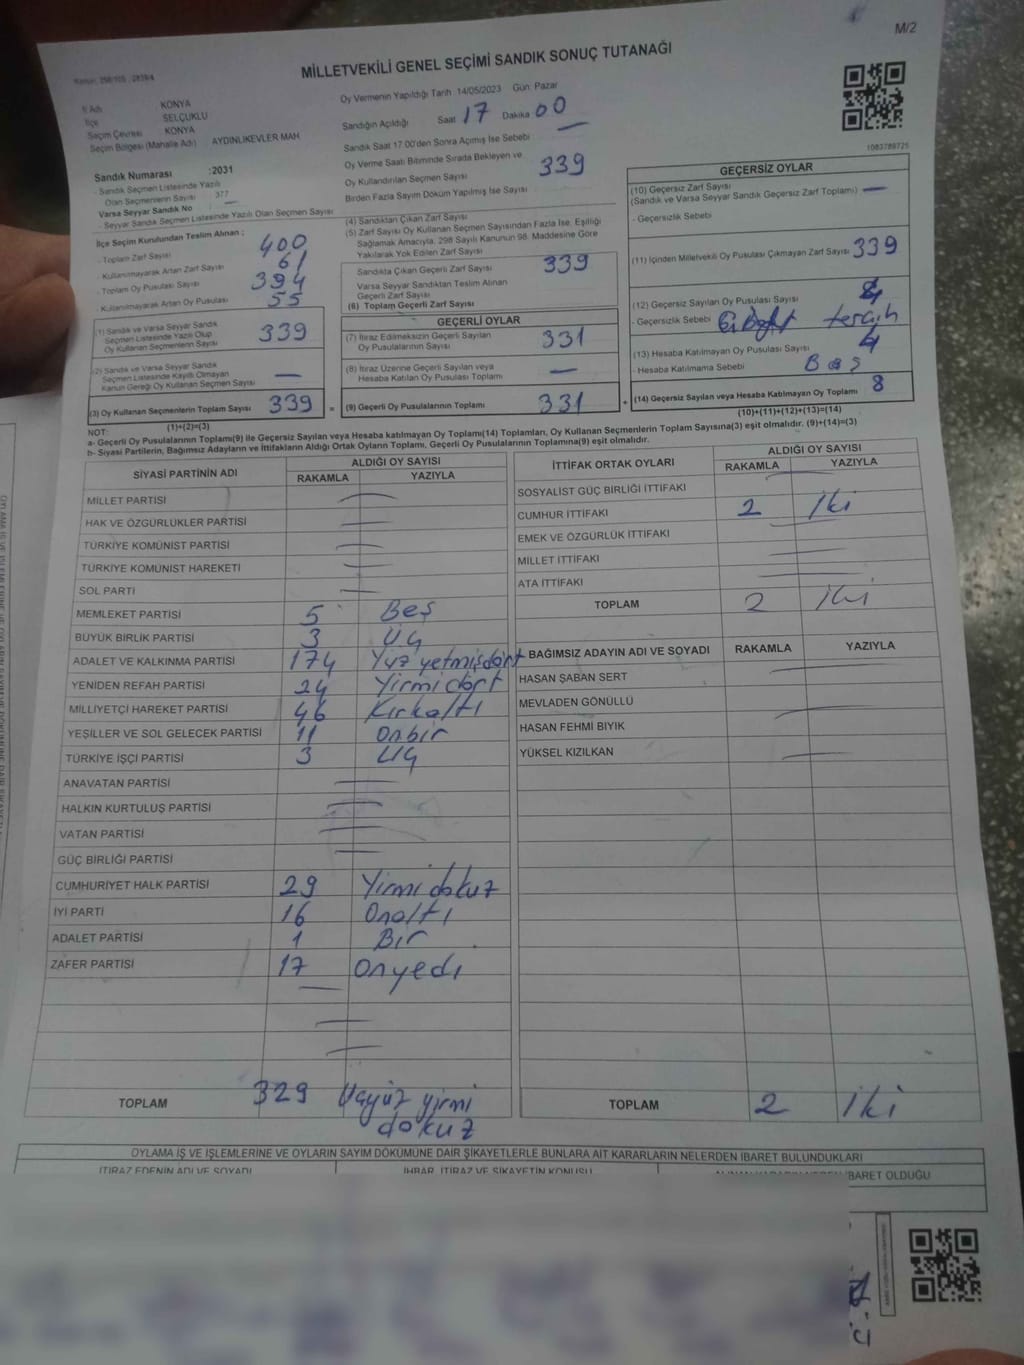 M/2
MİLLETVEKİLİ GENEL SEÇİMİ SANDIK SONUÇ TUTANAĞI
İl Adı KONYA
İlçe SELÇUKLU
Seçim Çevresi KONYA
Seçim Bölgesi (Mahalle Adı) AYDINLIKEVLER MAH
Sandık Numarası :2031
- Sandık Seçmen Listesinde Yazılı
Olan Seçmenlerin Sayısı 377
Varsa Seyyar Sandık No —
- Seyyar Sandık Seçmen Listesinde Yazılı Olan Seçmen Sayısı
İlçe Seçim Kurulundan Teslim Alınan ;
- Toplam Zarf Sayısı 400
- Kullanılmayarak Artan Zarf Sayısı 61
- Toplam Oy Pusulası Sayısı 394
- Kullanılmayarak Artan Oy Pusulası 55
(1) Sandık ve Varsa Seyyar Sandık
Seçmen Listesinde Yazılı Olup
Oy Kullanan Seçmenlerin Sayısı 339
(2) Sandık ve Varsa Seyyar Sandık
Seçmen Listesinde Kayıtlı Olmayan
Kanun Gereği Oy Kullanan Seçmen Sayısı —
(3) Oy Kullanan Seçmenlerin Toplam Sayısı 339 =
(1)+(2)=(3)
Oy Vermenin Yapıldığı Tarih :14/05/2023 Gün: Pazar
Sandığın Açıldığı Saat 17 Dakika 00
Sandık Saat 17.00'den Sonra Açılmış İse Sebebi —
Oy Verme Saati Bitiminde Sırada Bekleyen ve
Oy Kullandırılan Seçmen Sayısı 339
Birden Fazla Sayım Döküm Yapılmış İse Sayısı
(4) Sandıktan Çıkan Zarf Sayısı
(5) Zarf Sayısı Oy Kullanan Seçmen Sayısından Fazla İse, Eşitliği
Sağlamak Amacıyla, 298 Sayılı Kanunun 98. Maddesine Göre
Yakılarak Yok Edilen Zarf Sayısı
Sandıkta Çıkan Geçerli Zarf Sayısı 339
Varsa Seyyar Sandıktan Teslim Alınan
Geçerli Zarf Sayısı
(6) Toplam Geçerli Zarf Sayısı
GEÇERLİ OYLAR
(7) İtiraz Edilmeksizin Geçerli Sayılan
Oy Pusulalarının Sayısı 331
(8) İtiraz Üzerine Geçerli Sayılan veya
Hesaba Katılan Oy Pusulası Toplamı —
(9) Geçerli Oy Pusulalarının Toplamı 331 +
1083789725
GEÇERSİZ OYLAR
(10) Geçersiz Zarf Sayısı
(Sandık ve Varsa Seyyar Sandık Geçersiz Zarf Toplamı) —
- Geçersizlik Sebebi
(11) İçinden Milletvekili Oy Pusulası Çıkmayan Zarf Sayısı 339
(12) Geçersiz Sayılan Oy Pusulası Sayısı 4
- Geçersizlik Sebebi tercih
(13) Hesaba Katılmayan Oy Pusulası Sayısı 4
- Hesaba Katılmama Sebebi Boş
(14) Geçersiz Sayılan veya Hesaba Katılmayan Oy Toplamı 8
(10)+(11)+(12)+(13)=(14)
NOT:
a- Geçerli Oy Pusulalarının Toplamı(9) ile Geçersiz Sayılan veya Hesaba katılmayan Oy Toplamı(14) Toplamları, Oy Kullanan Seçmenlerin Toplam Sayısına(3) eşit olmalıdır. (9)+(14)=(3)
b- Siyasi Partilerin, Bağımsız Adayların ve İttifakların Aldığı Ortak Oyların Toplamı, Geçerli Oy Pusulalarının Toplamına(9) eşit olmalıdır.
SİYASİ PARTİNİN ADI ALDIĞI OY SAYISI
RAKAMLA YAZIYLA
MİLLET PARTİSİ —
HAK VE ÖZGÜRLÜKLER PARTİSİ —
TÜRKİYE KOMÜNİST PARTİSİ —
TÜRKİYE KOMÜNİST HAREKETİ —
SOL PARTİ —
MEMLEKET PARTİSİ 5 Beş
BÜYÜK BİRLİK PARTİSİ 3 Üç
ADALET VE KALKINMA PARTİSİ 174 Yüz yetmişdört
YENİDEN REFAH PARTİSİ 24 Yirmi dört
MİLLİYETÇİ HAREKET PARTİSİ 46 Kırkaltı
YEŞİLLER VE SOL GELECEK PARTİSİ 11 Onbir
TÜRKİYE İŞÇİ PARTİSİ 3 Üç
ANAVATAN PARTİSİ —
HALKIN KURTULUŞ PARTİSİ —
VATAN PARTİSİ —
GÜÇ BİRLİĞİ PARTİSİ —
CUMHURİYET HALK PARTİSİ 29 Yirmi dokuz
İYİ PARTİ 16 Onaltı
ADALET PARTİSİ 1 Bir
ZAFER PARTİSİ 17 Onyedi
TOPLAM 329 Üçyüz yirmi
dokuz
İTTİFAK ORTAK OYLARI ALDIĞI OY SAYISI
RAKAMLA YAZIYLA
SOSYALİST GÜÇ BİRLİĞİ İTTİFAKI —
CUMHUR İTTİFAKI 2 İki
EMEK VE ÖZGÜRLÜK İTTİFAKI
MİLLET İTTİFAKI —
ATA İTTİFAKI —
TOPLAM 2 İki
BAĞIMSIZ ADAYIN ADI VE SOYADI RAKAMLA YAZIYLA
HASAN ŞABAN SERT —
MEVLADEN GÖNÜLLÜ
HASAN FEHMİ BIYIK —
YÜKSEL KIZILKAN —
TOPLAM 2 iki
OYLAMA İŞ VE İŞLEMLERİNE VE OYLARIN SAYIM DÖKÜMÜNE DAİR ŞİKAYETLERLE BUNLARA AİT KARARLARIN NELERDEN İBARET BULUNDUKLARI
İTİRAZ EDENİN ADI VE SOYADI İHBAR, İTİRAZ VE ŞİKAYETİN KONUSU İBARET OLDUĞU